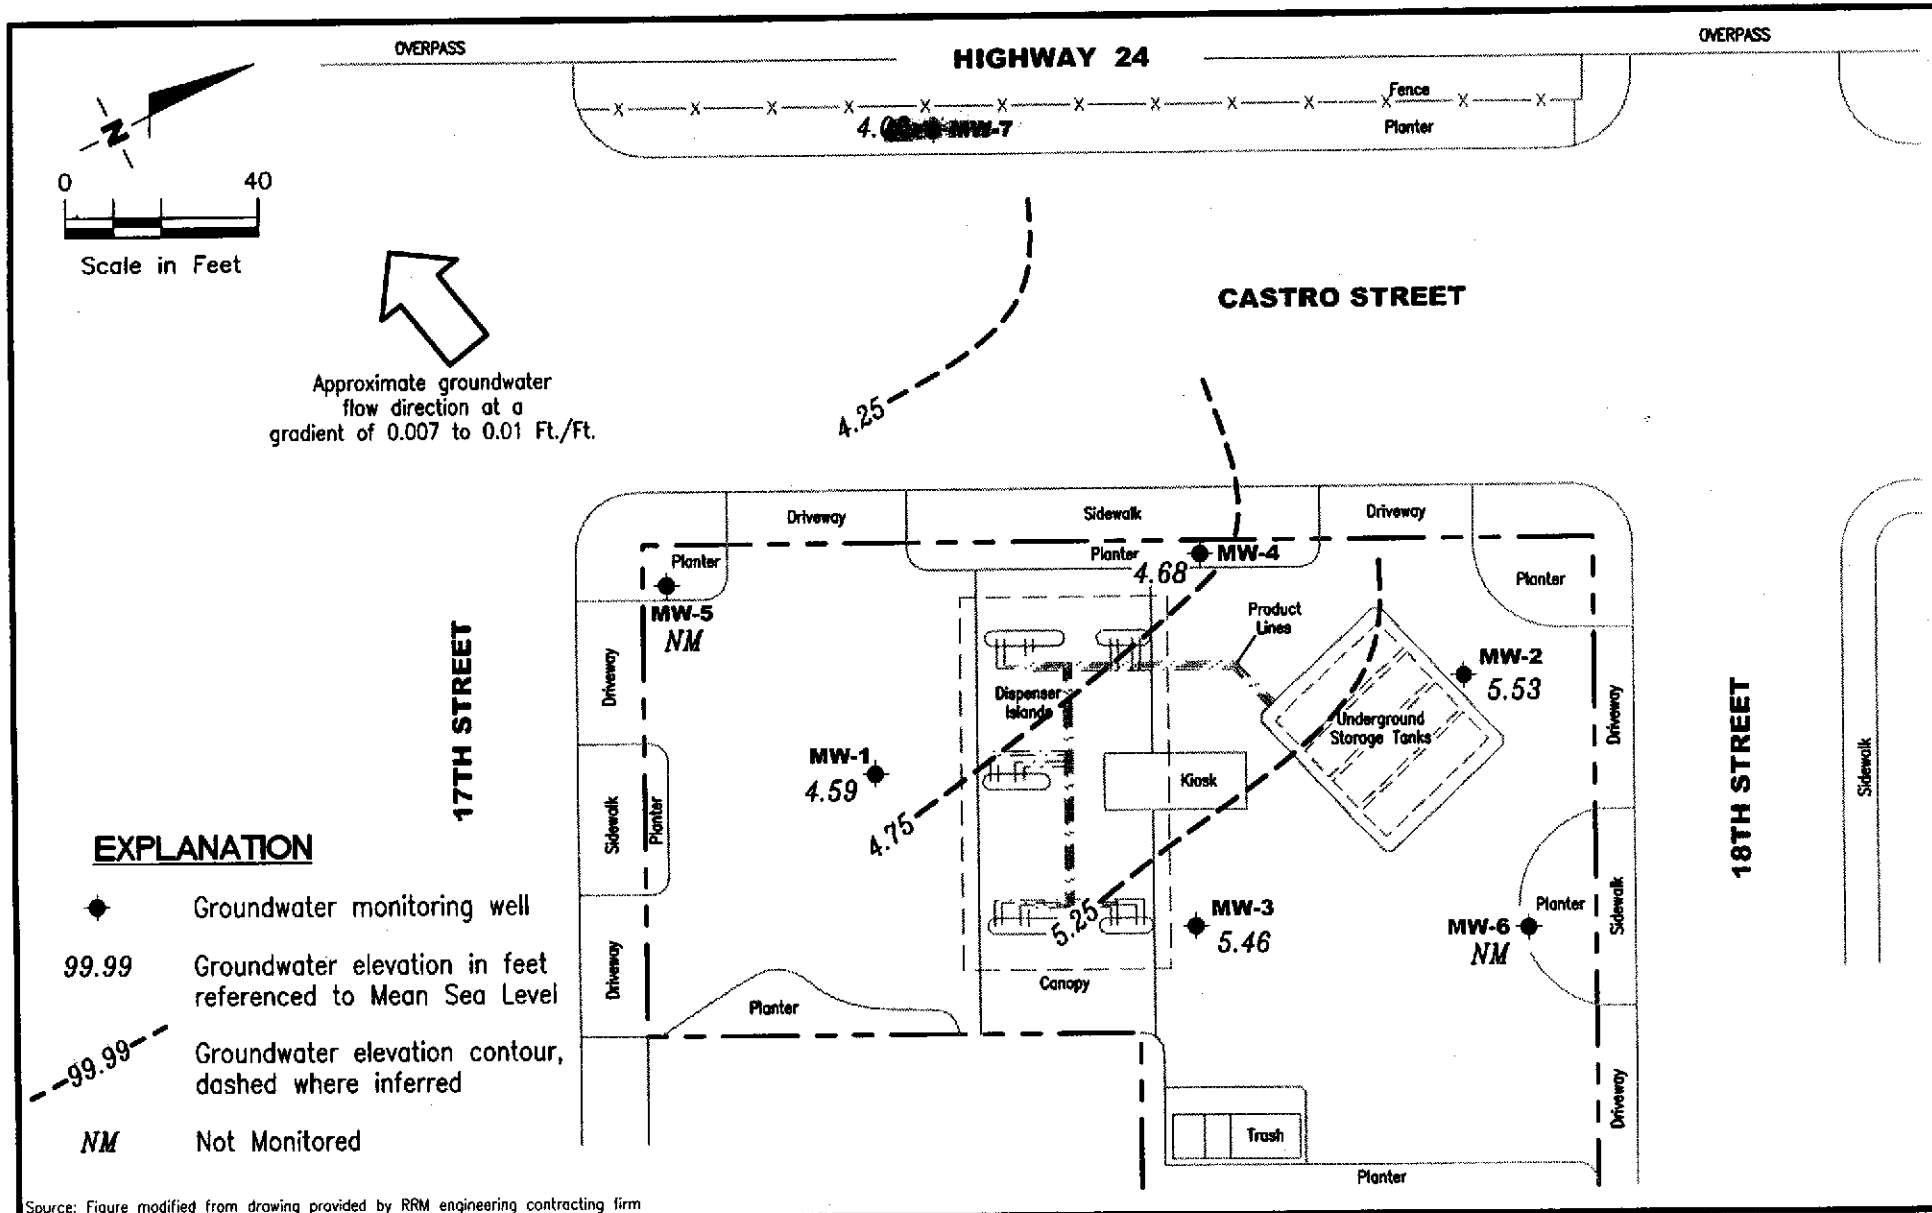 OVERPASS
HIGHWAY 24
OVERPASS
Fence
X X X X X X X X X X X X X
MW-7
Planter
N
0 40
Scale in Feet
Approximate groundwater
flow direction at a
gradient of 0.007 to 0.01 Ft./Ft.
CASTRO STREET
4.25
Driveway
Sidewalk
Driveway
Planter
Planter
MW-4
4.68
Planter
MW-5
NM
Product
Lines
17TH STREET
Driveway
Dispenser
Islands
MW-2
5.53
Underground
Storage Tanks
Driveway
18TH STREET
Sidewalk
MW-1
4.59
Kiosk
4.75
Sidewalk
Planter
5.25
MW-3
5.46
MW-6
NM
Planter
Sidewalk
Driveway
Canopy
Planter
Driveway
Trash
Planter
EXPLANATION
Groundwater monitoring well
99.99 Groundwater elevation in feet
referenced to Mean Sea Level
99.99 Groundwater elevation contour,
dashed where inferred
NM Not Monitored
Source: Figure modified from drawing provided by RRM engineering contracting firm